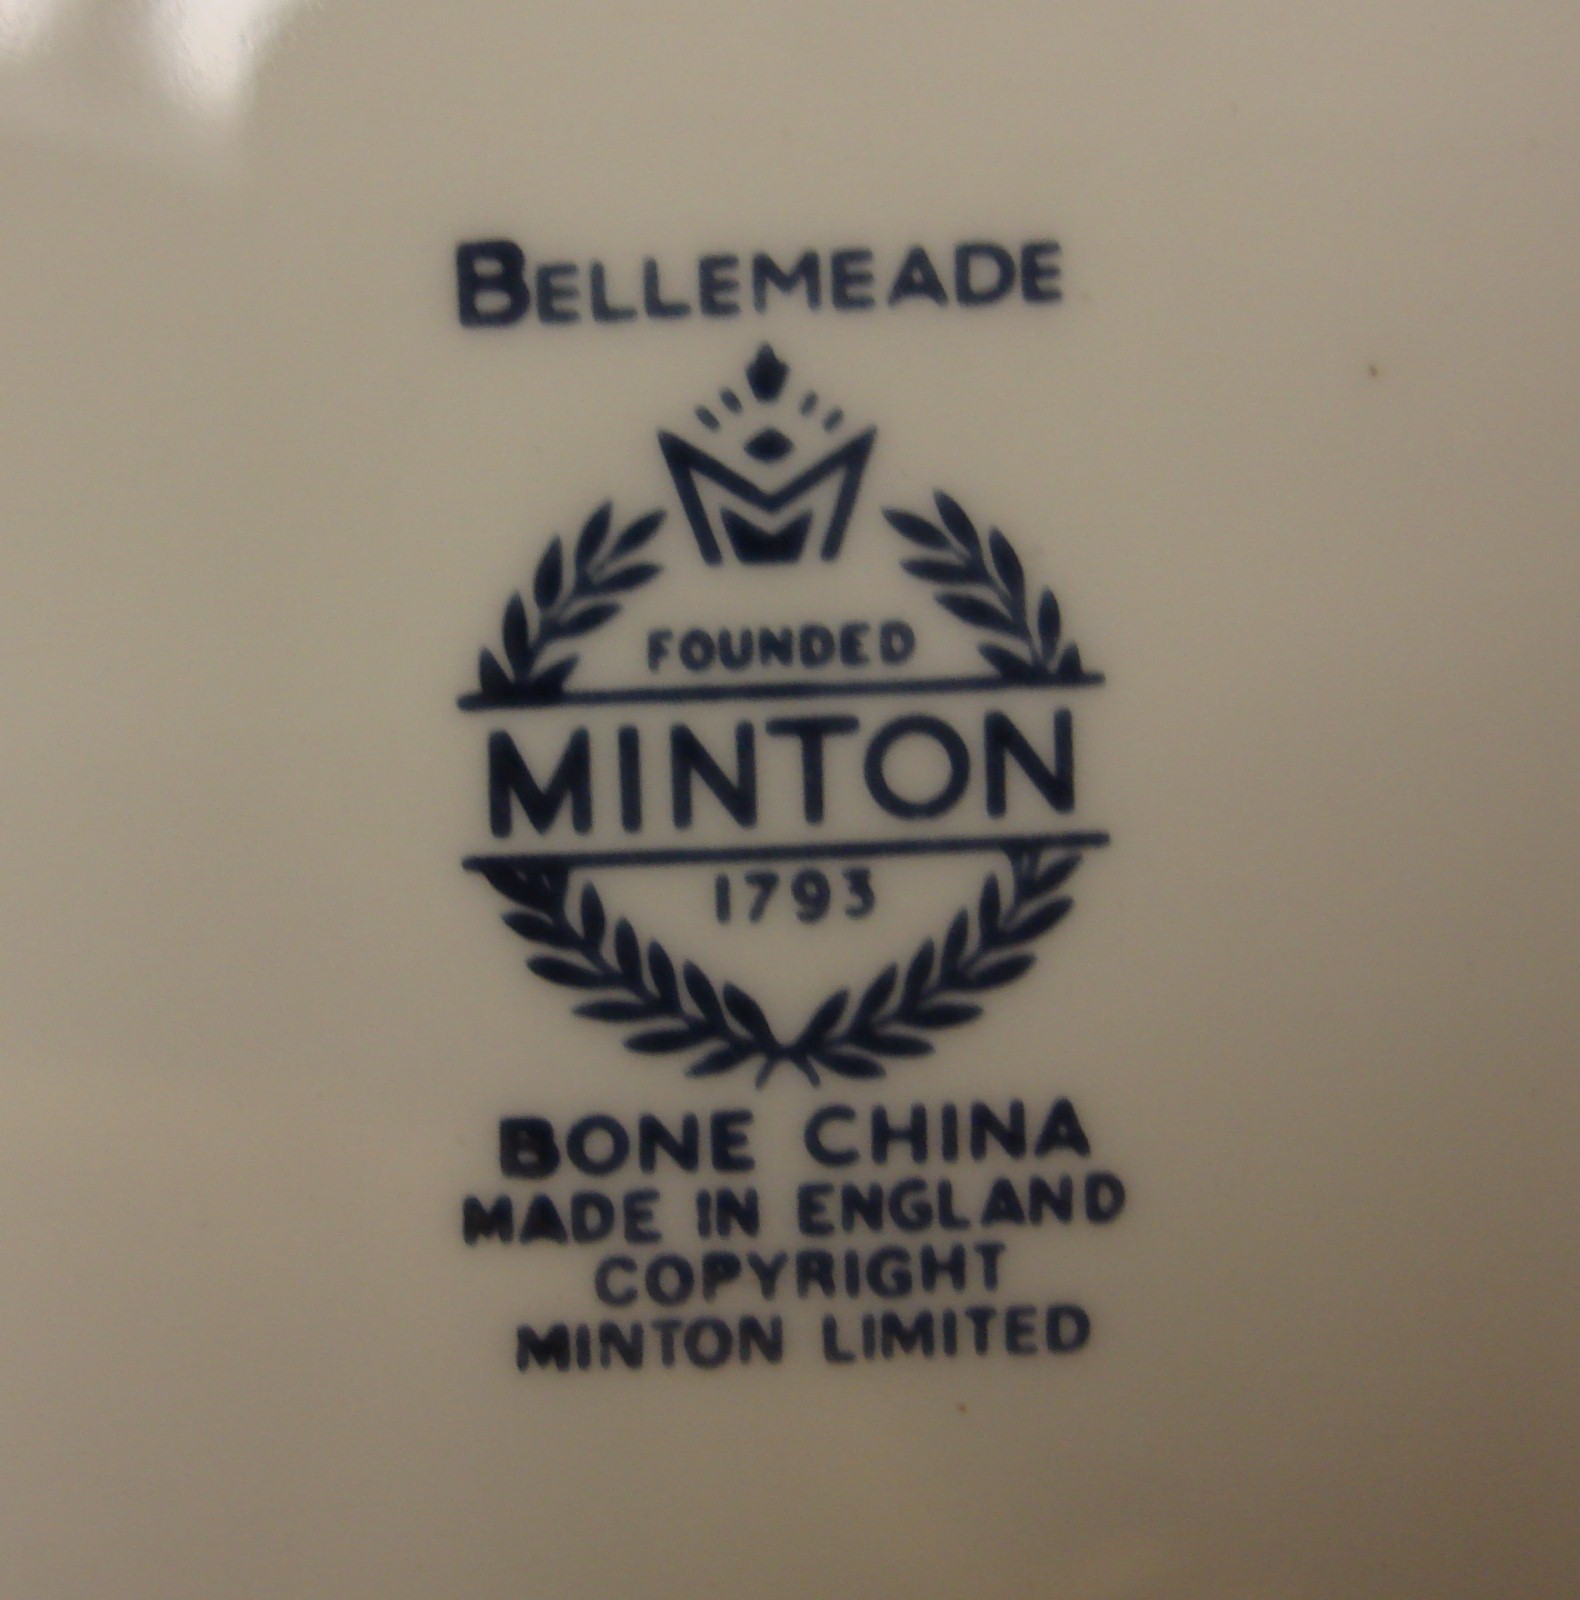 BELLEMEADE
M
FOUNDED
MINTON
1793
BONE CHINA
MADE IN ENGLAND
COPYRIGHT
MINTON LIMITED